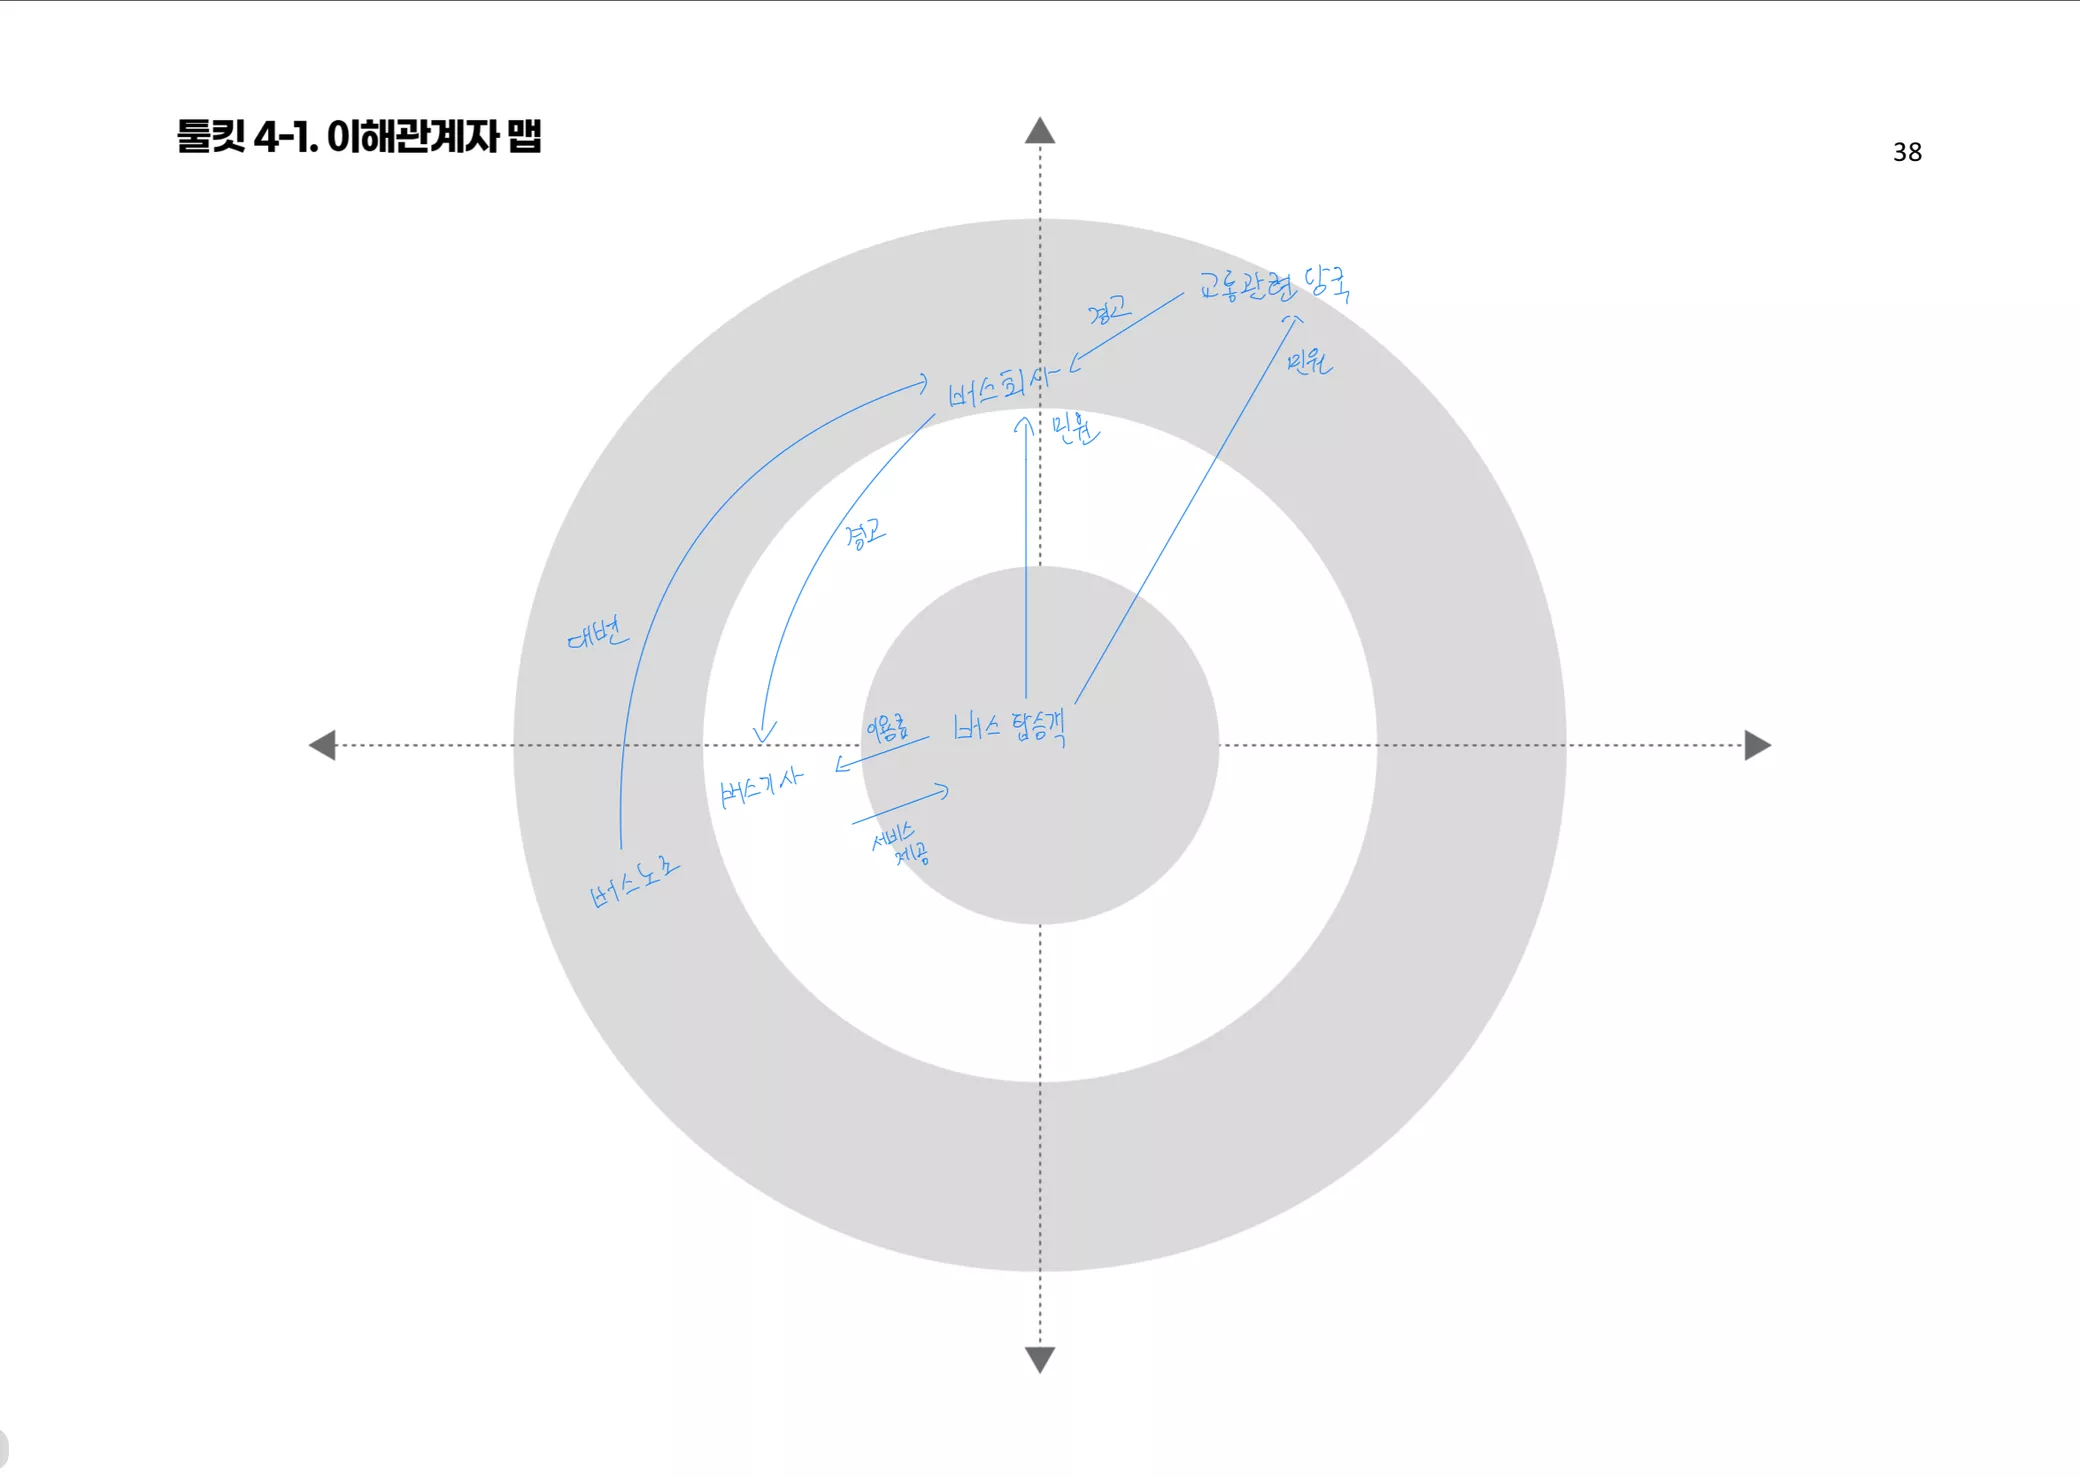 툴킷 4-1. 이해관계자 맵
38
교통관련 당국
경고
민원
버스회사
민원
경고
대변
이용료
버스 탑승객
버스기사
서비스
제공
버스노조